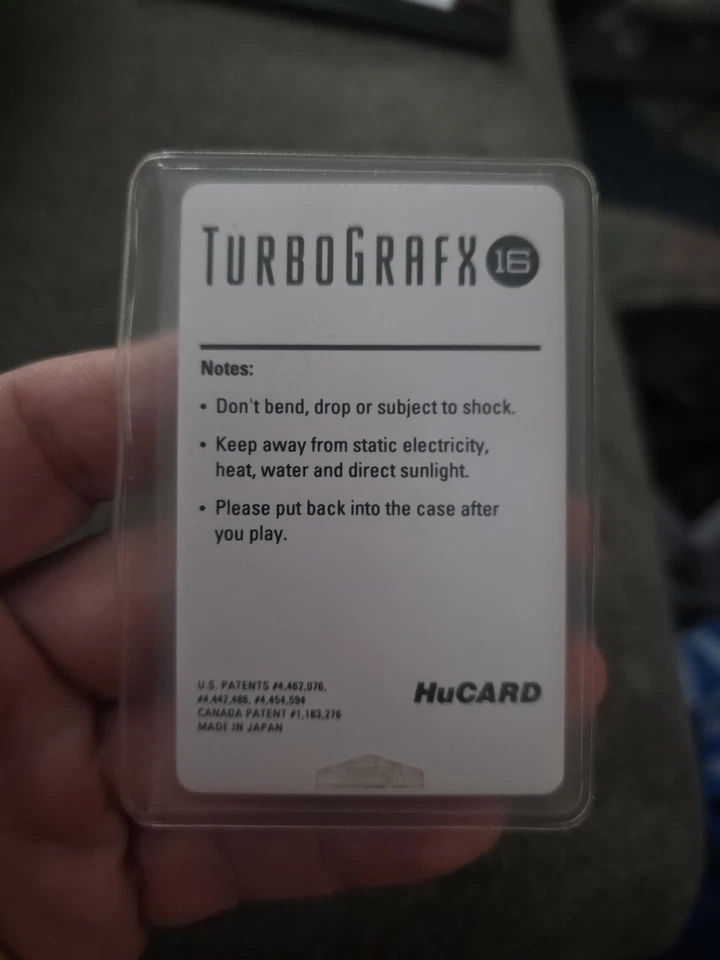 TURBOGRAFX 16
Notes:
• Don't bend, drop or subject to shock.
• Keep away from static electricity,
heat, water and direct sunlight.
• Please put back into the case after
you play.
U.S. PATENTS #4,462,076,
#4,442,486, #4,454,594
CANADA PATENT #1,183,276
MADE IN JAPAN
HuCARD